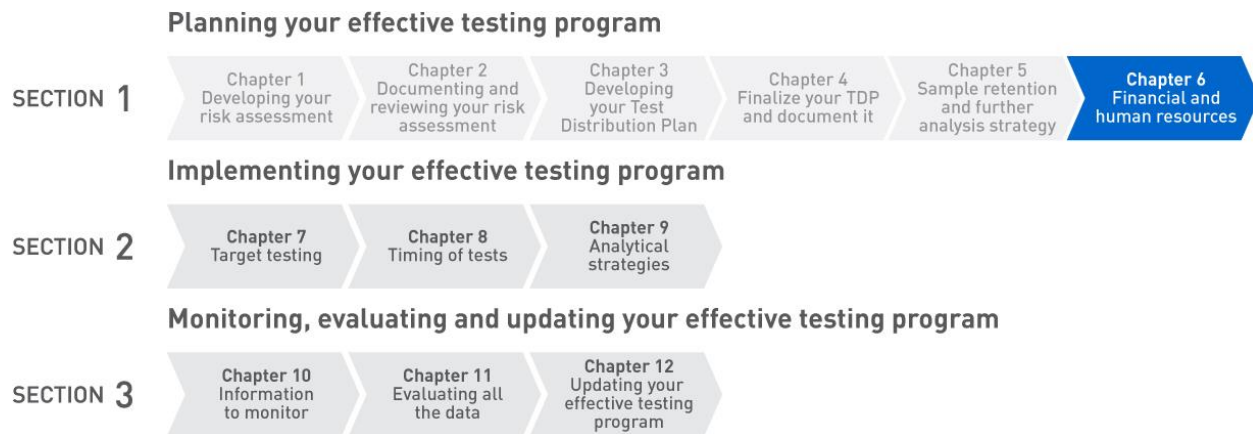 Planning your effective testing program
SECTION 1
Chapter 1
Developing your
risk assessment
Chapter 2
Documenting and
reviewing your risk
assessment
Chapter 3
Developing
your Test
Distribution Plan
Chapter 4
Finalize your TDP
and document it
Chapter 5
Sample retention
and further
analysis strategy
Chapter 6
Financial and
human resources
Implementing your effective testing program
SECTION 2
Chapter 7
Target testing
Chapter 8
Timing of tests
Chapter 9
Analytical
strategies
Monitoring, evaluating and updating your effective testing program
SECTION 3
Chapter 10
Information
to monitor
Chapter 11
Evaluating all
the data
Chapter 12
Updating your
effective testing
program